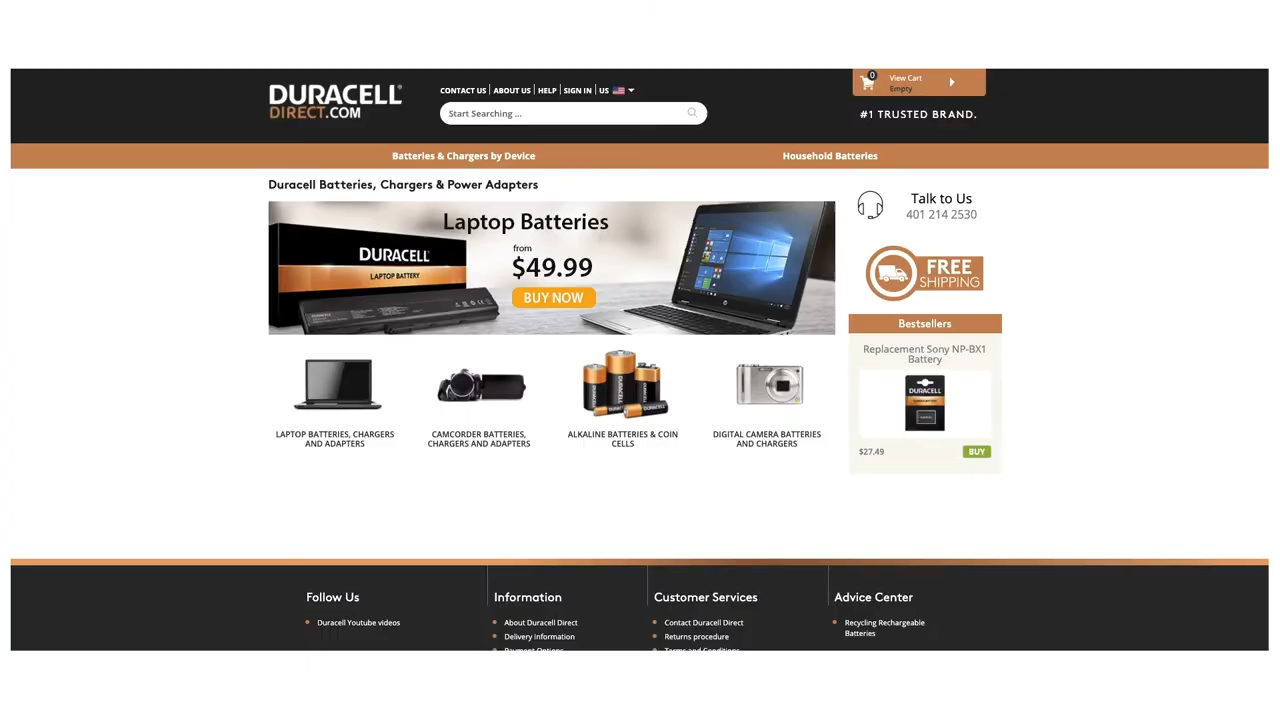 DURACELL
DIRECT.COM
CONTACT US
ABOUT US
HELP
SIGN IN
US
Start Searching ...
0
View Cart
Empty
#1 TRUSTED BRAND.
Batteries & Chargers by Device
Household Batteries
Duracell Batteries, Chargers & Power Adapters
Laptop Batteries
from
$49.99
BUY NOW
DURACELL
LAPTOP BATTERY
DURACELL
Talk to Us
401 214 2530
FREE
SHIPPING
Bestsellers
Replacement Sony NP-BX1
Battery
DURACELL
$27.49
BUY
LAPTOP BATTERIES, CHARGERS
AND ADAPTERS
CAMCORDER BATTERIES,
CHARGERS AND ADAPTERS
DURACELL
DURACELL
ALKALINE BATTERIES & COIN
CELLS
DIGITAL CAMERA BATTERIES
AND CHARGERS
Follow Us
Duracell Youtube videos
Information
About Duracell Direct
Delivery Information
Payment Options
Customer Services
Contact Duracell Direct
Returns procedure
Terms and Conditions
Advice Center
Recycling Rechargeable
Batteries